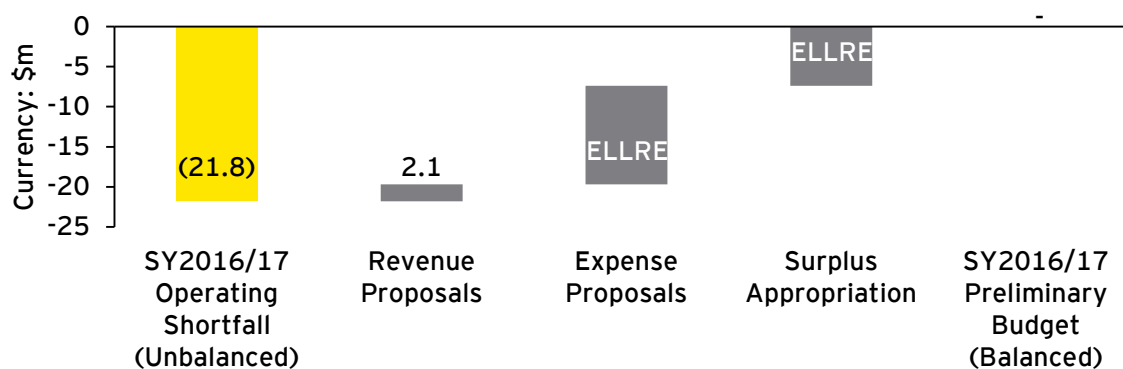 Currency: $m
0
-5
-10
-15
-20
-25
(21.8)
2.1
ELLRE
ELLRE
-
SY2016/17
Operating
Shortfall
(Unbalanced)
Revenue
Proposals
Expense
Proposals
Surplus
Appropriation
SY2016/17
Preliminary
Budget
(Balanced)